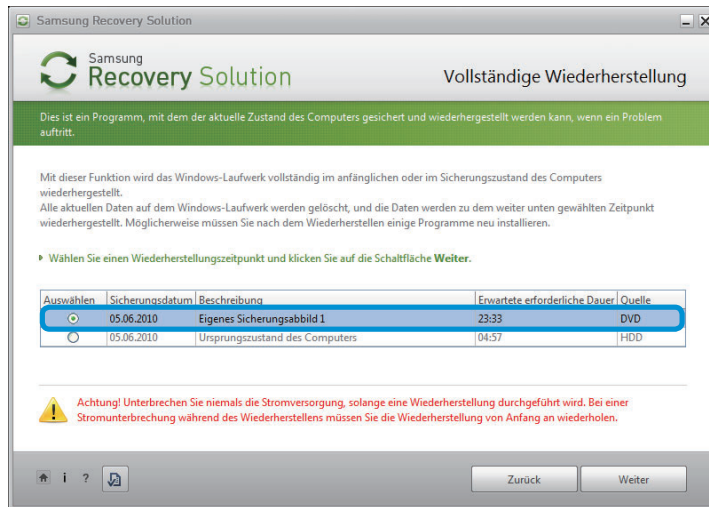 Samsung Recovery Solution
Samsung
Recovery Solution
Vollständige Wiederherstellung
Dies ist ein Programm, mit dem der aktuelle Zustand des Computers gesichert und wiederhergestellt werden kann, wenn ein Problem
auftritt.
Mit dieser Funktion wird das Windows-Laufwerk vollständig im anfänglichen oder im Sicherungszustand des Computers
wiederhergestellt.
Alle aktuellen Daten auf dem Windows-Laufwerk werden gelöscht, und die Daten werden zu dem weiter unten gewählten Zeitpunkt
wiederhergestellt. Möglicherweise müssen Sie nach dem Wiederherstellen einige Programme neu installieren.
Wählen Sie einen Wiederherstellungszeitpunkt und klicken Sie auf die Schaltfläche Weiter.
Auswählen Sicherungsdatum Beschreibung Erwartete erforderliche Dauer Quelle
05.06.2010 Eigenes Sicherungsabbild 1 23:33 DVD
05.06.2010 Ursprungszustand des Computers 04:57 HDD
Achtung! Unterbrechen Sie niemals die Stromversorgung, solange eine Wiederherstellung durchgeführt wird. Bei einer
Stromunterbrechung während des Wiederherstellens müssen Sie die Wiederherstellung von Anfang an wiederholen.
i ? Zurück Weiter